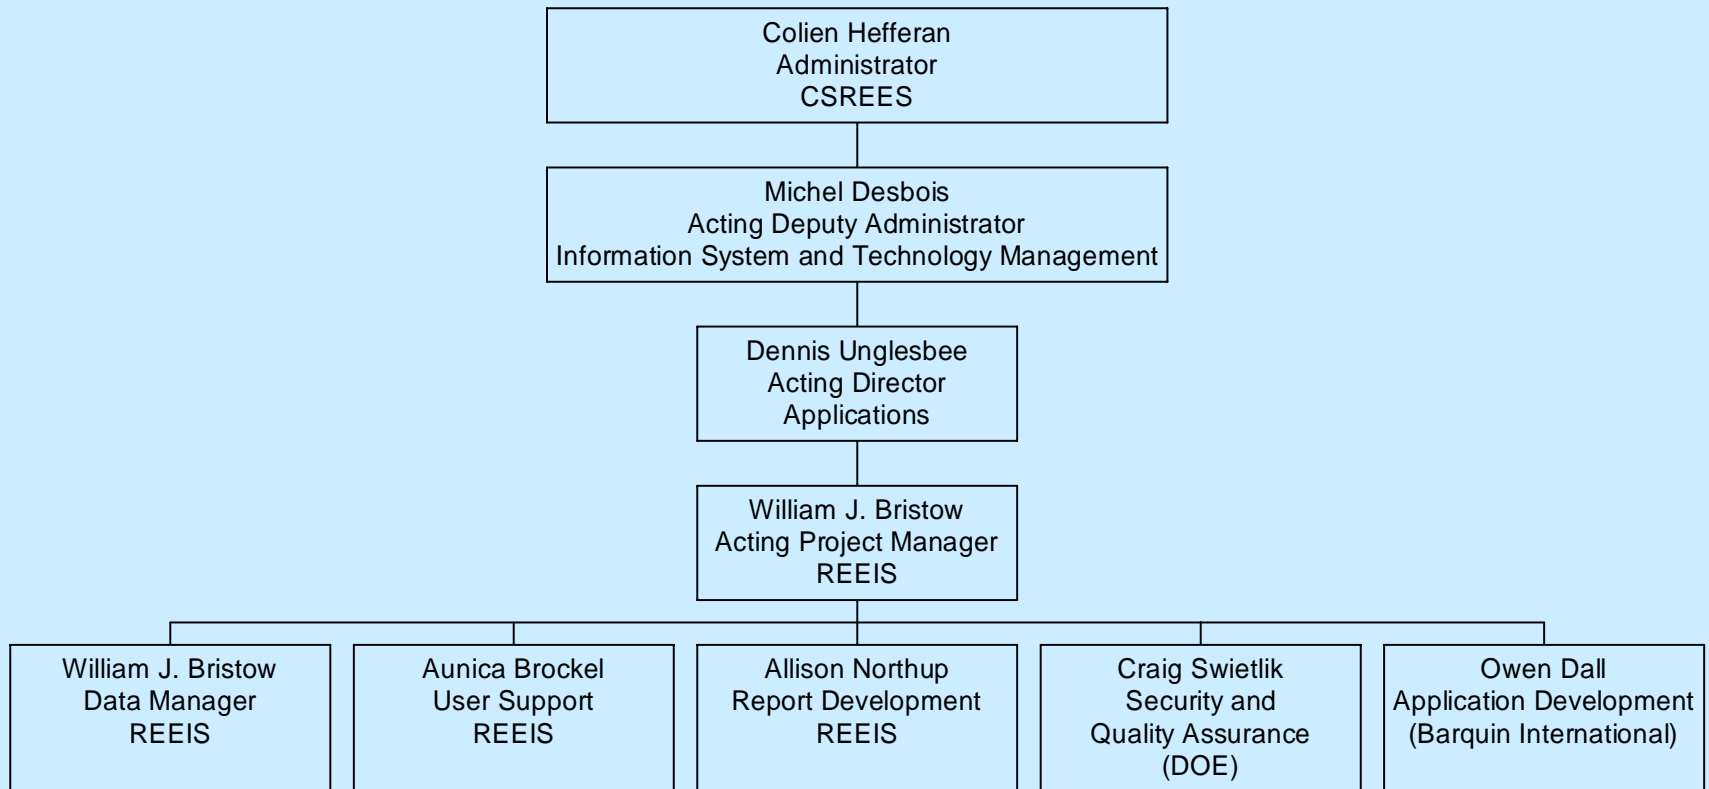 Colien Hefferan
Administrator
CSREES
Michel Desbois
Acting Deputy Administrator
Information System and Technology Management
Dennis Unglesbee
Acting Director
Applications
William J. Bristow
Acting Project Manager
REEIS
William J. Bristow
Data Manager
REEIS
Aunica Brockel
User Support
REEIS
Allison Northup
Report Development
REEIS
Craig Swietlik
Security and
Quality Assurance
(DOE)
Owen Dall
Application Development
(Barquin International)